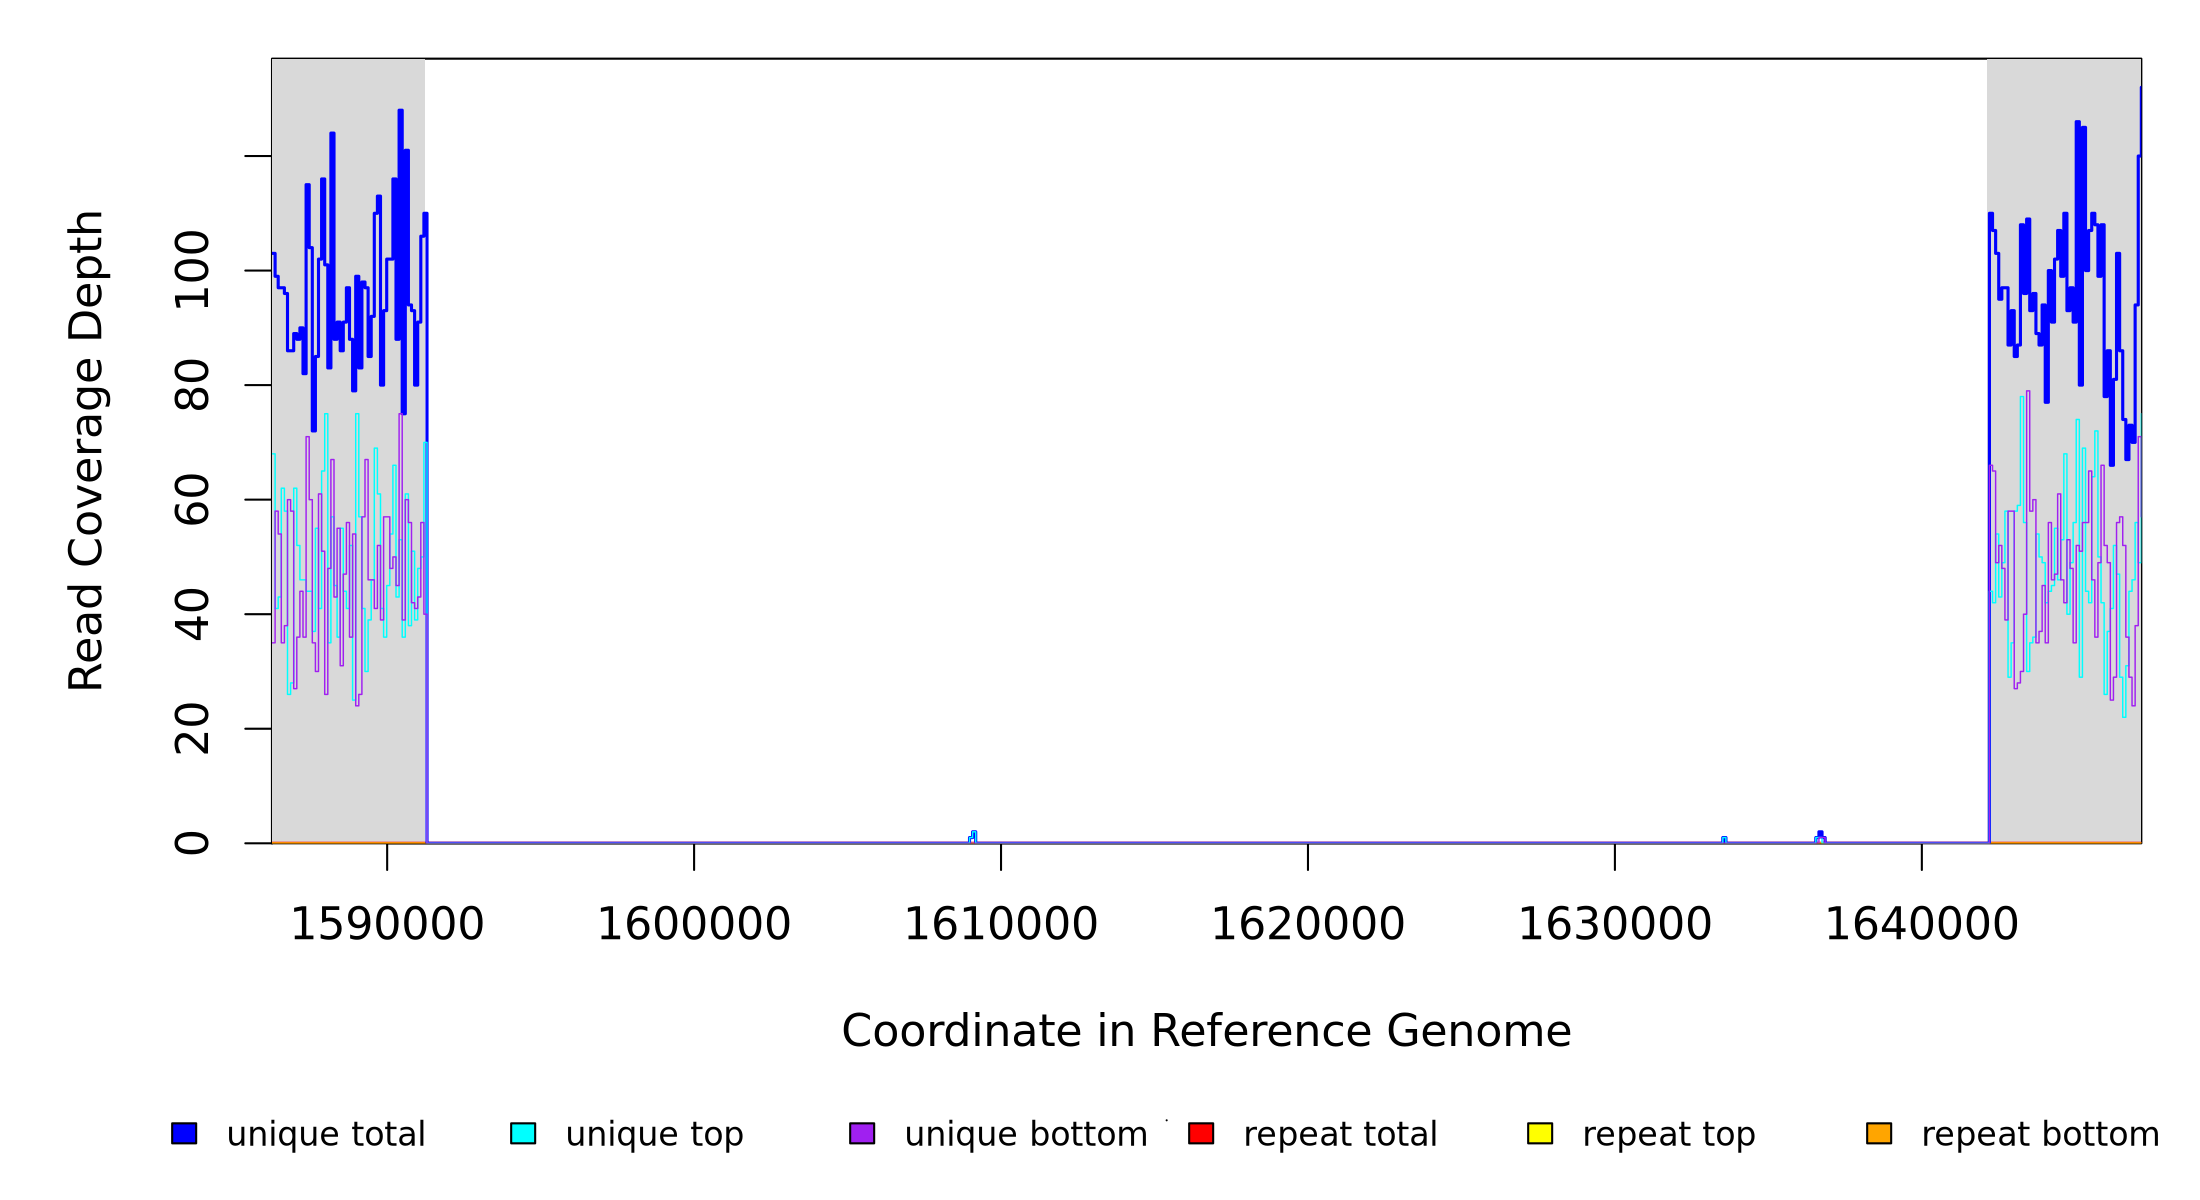 Read Coverage Depth
100
80
60
40
20
0
1590000 1600000 1610000 1620000 1630000 1640000
Coordinate in Reference Genome
unique total unique top unique bottom repeat total repeat top repeat bottom